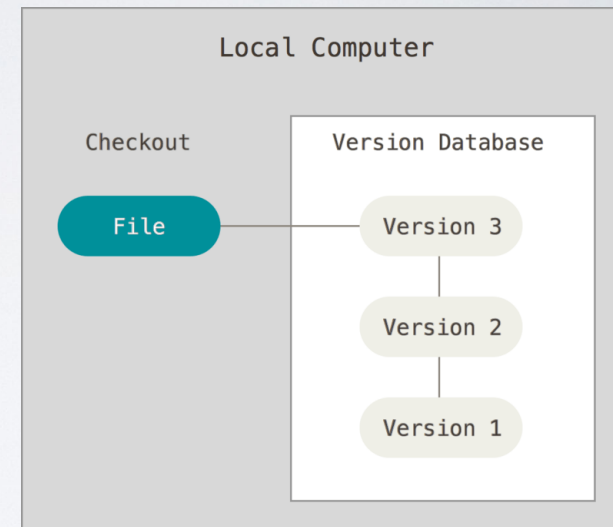 Local Computer
Checkout
Version Database
File
Version 3
Version 2
Version 1